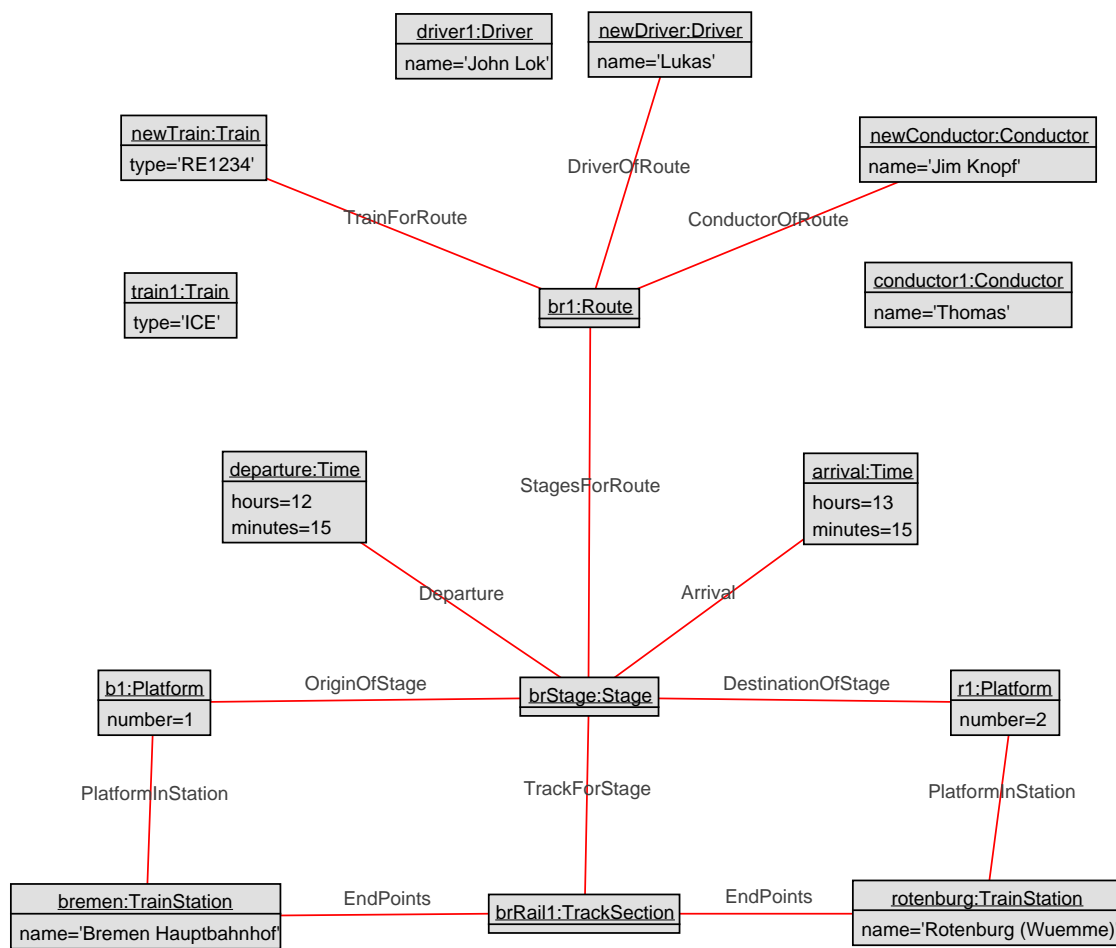 driver1:Driver
name='John Lok'
newDriver:Driver
name='Lukas'
newTrain:Train
type='RE1234'
newConductor:Conductor
name='Jim Knopf'
DriverOfRoute
TrainForRoute
ConductorOfRoute
train1:Train
type='ICE'
br1:Route
conductor1:Conductor
name='Thomas'
departure:Time
hours=12
minutes=15
StagesForRoute
arrival:Time
hours=13
minutes=15
Departure
Arrival
b1:Platform
number=1
OriginOfStage
brStage:Stage
DestinationOfStage
r1:Platform
number=2
PlatformInStation
TrackForStage
PlatformInStation
bremen:TrainStation
name='Bremen Hauptbahnhof'
EndPoints
brRail1:TrackSection
EndPoints
rotenburg:TrainStation
name='Rotenburg (Wuemme)